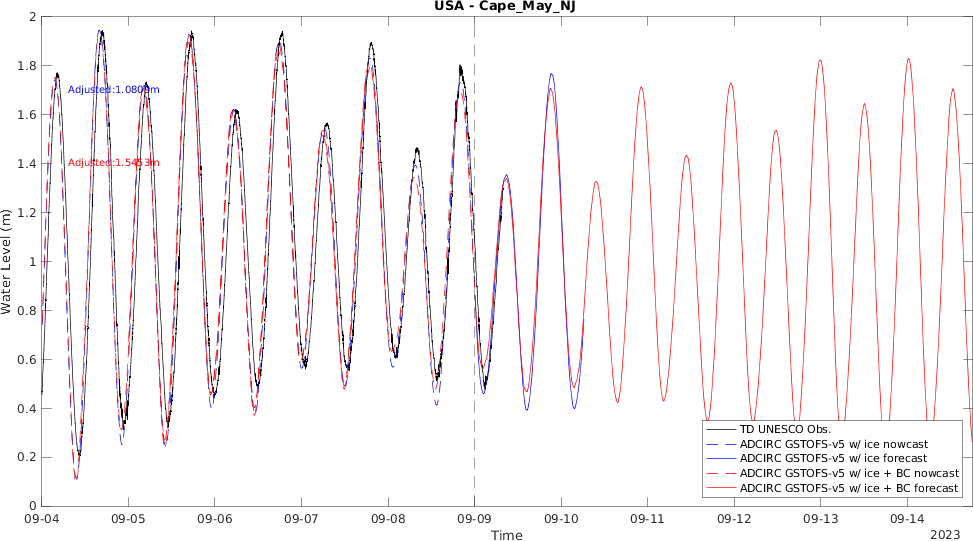 USA - Cape_May_NJ
2
1.8
1.6
1.4
1.2
1
0.8
0.6
0.4
0.2
0
Water Level (m)
Adjusted:1.0809m
Adjusted:1.5453m
TD UNESCO Obs.
ADCIRC GSTOFS-v5 w/ ice nowcast
ADCIRC GSTOFS-v5 w/ ice forecast
ADCIRC GSTOFS-v5 w/ ice + BC nowcast
ADCIRC GSTOFS-v5 w/ ice + BC forecast
09-04 09-05 09-06 09-07 09-08 09-09 09-10 09-11 09-12 09-13 09-14
Time
2023